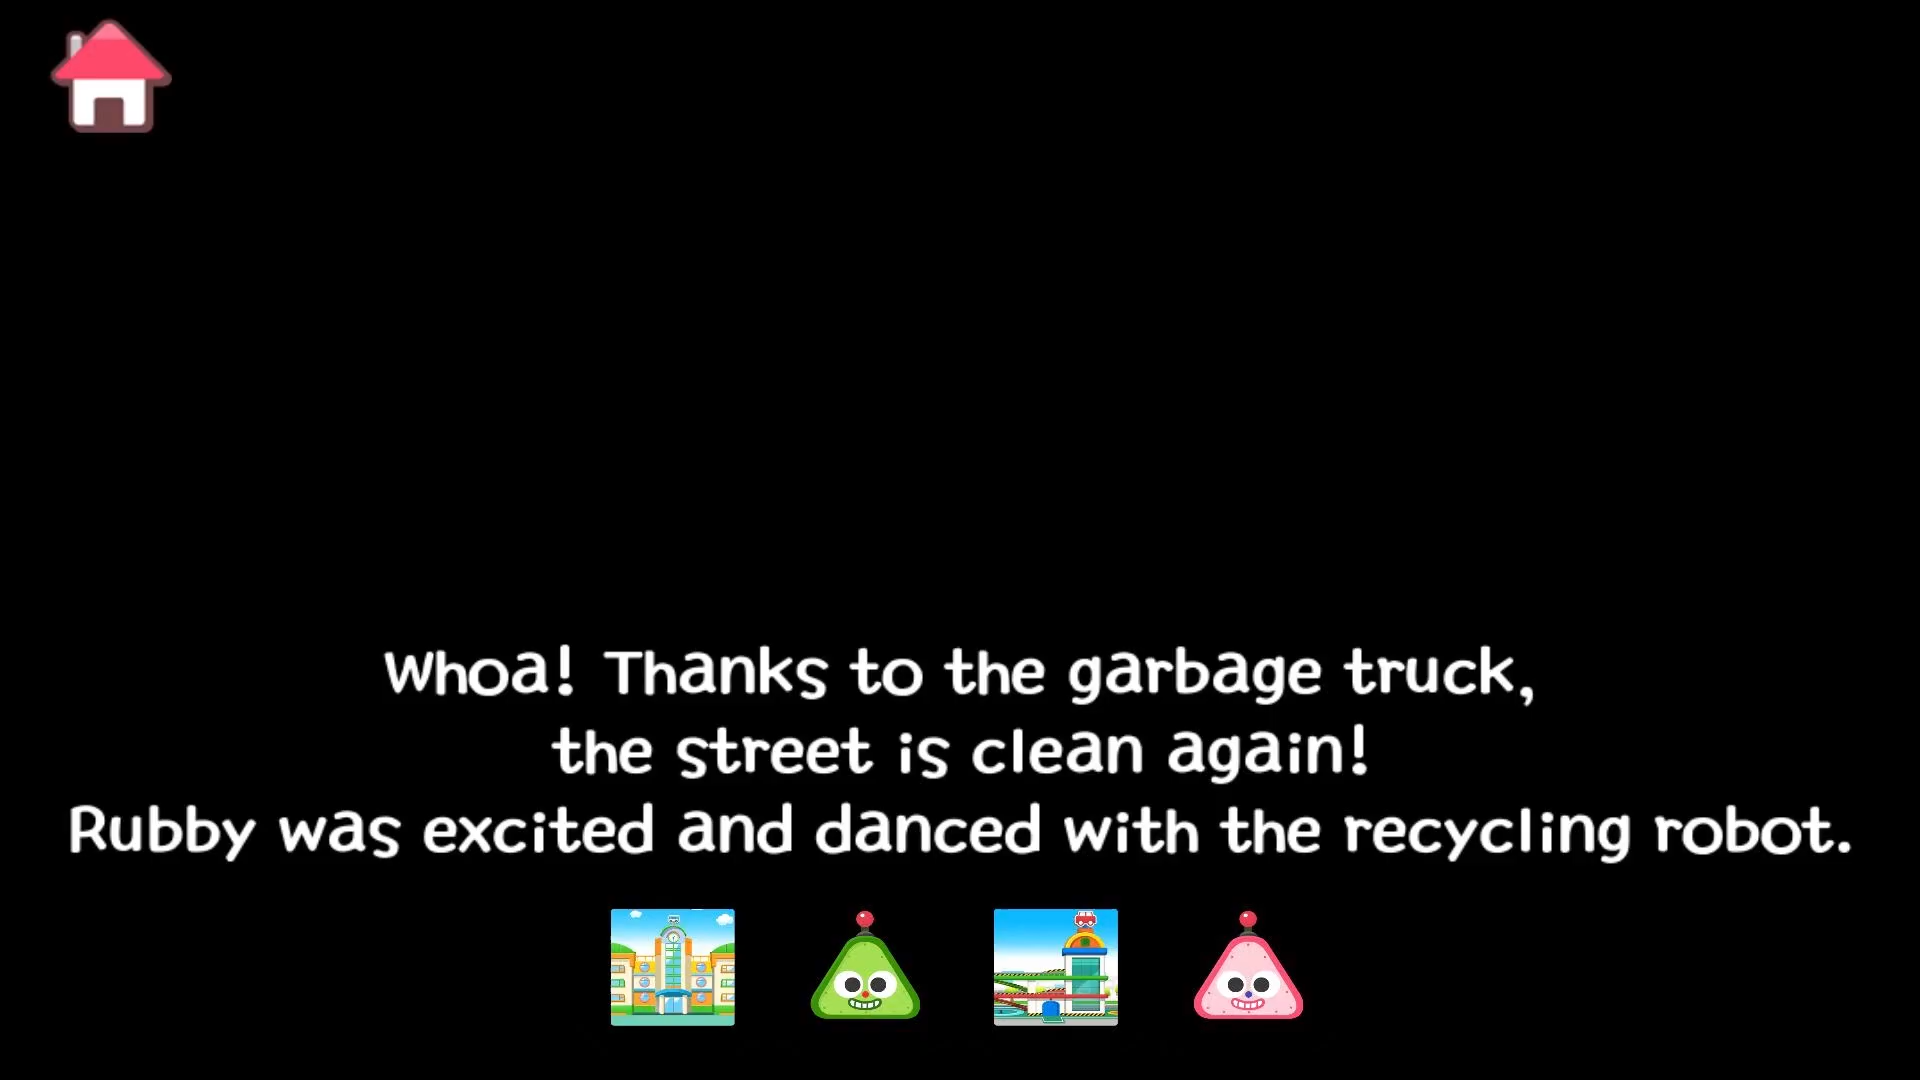 Whoa! Thanks to the garbage truck,
the street is clean again!
Rubby was excited and danced with the recycling robot.